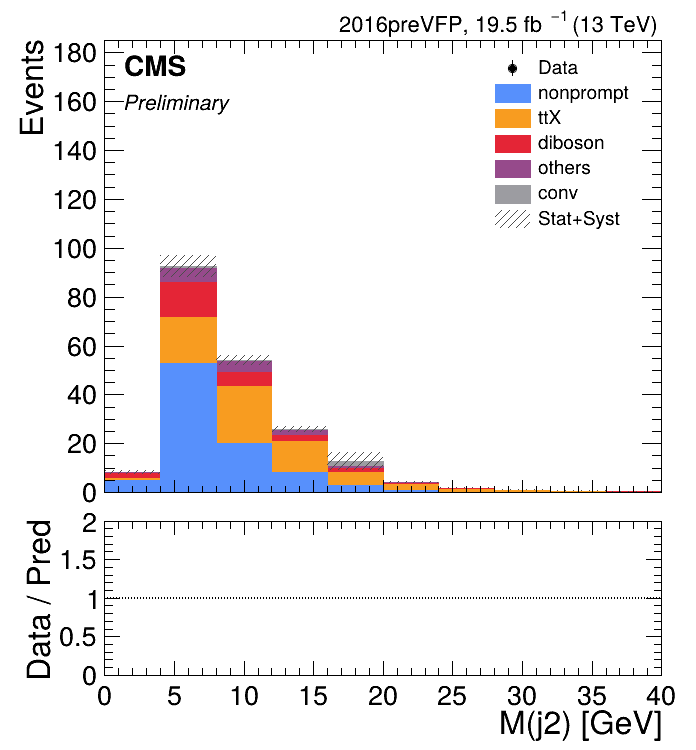 2016preVFP, 19.5 fb⁻¹ (13 TeV)
CMS
Preliminary
Events
180
160
140
120
100
80
60
40
20
0
Data
nonprompt
ttX
diboson
others
conv
Stat+Syst
Data / Pred
2
1.5
1
0.5
0
0 5 10 15 20 25 30 35 40
M(j2) [GeV]